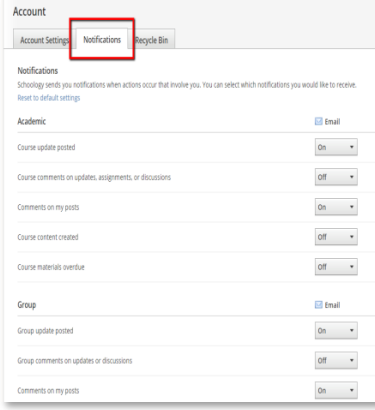 Account
Account Settings Notifications Recycle Bin
Notifications
Schoology sends you notifications when actions occur that involve you. You can select which notifications you would like to receive.
Reset to default settings
Academic Email
Course update posted On
Course comments on updates, assignments, or discussions Off
Comments on my posts On
Course content created Off
Course materials overdue Off
Group Email
Group update posted On
Group comments on updates or discussions Off
Comments on my posts On